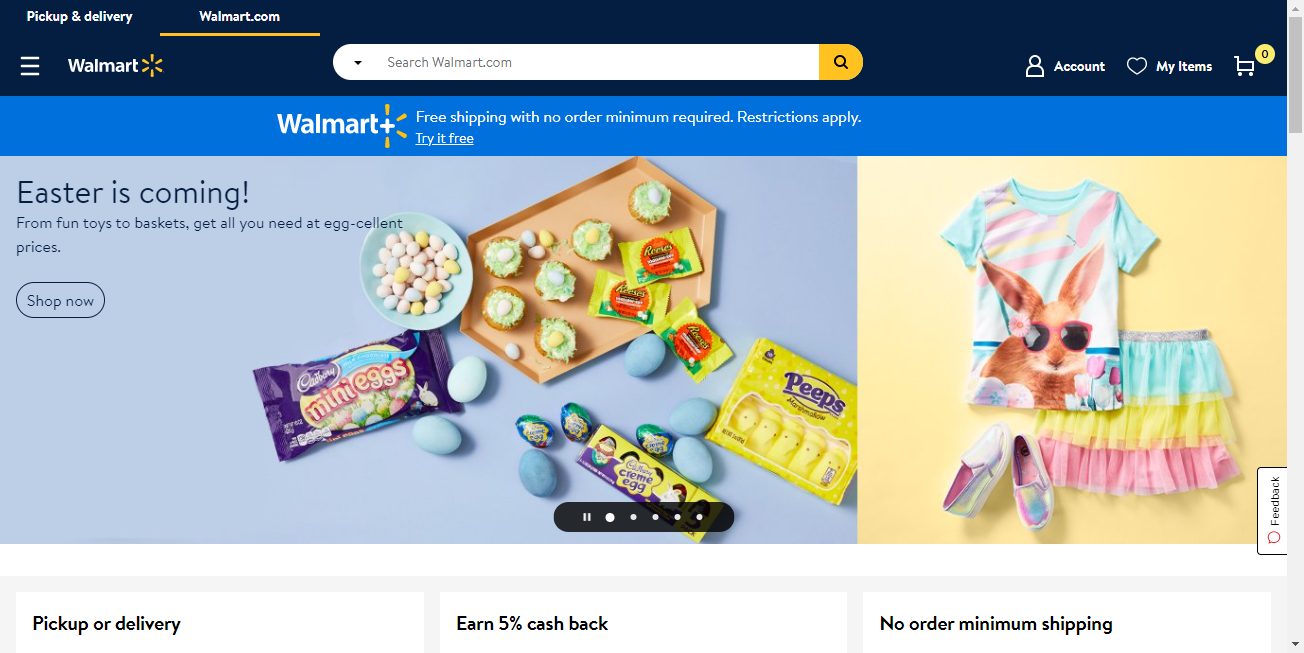 Pickup & delivery
Walmart.com
Walmart
Search Walmart.com
Account
My Items
0
Walmart+
Free shipping with no order minimum required. Restrictions apply.
Try it free
Easter is coming!
From fun toys to baskets, get all you need at egg-cellent
prices.
Shop now
Reese's
Reese's
Reese's
Cadbury
mini eggs
Peeps
Marshmallow
Cadbury
creme
egg
Feedback
Pickup or delivery
Earn 5% cash back
No order minimum shipping